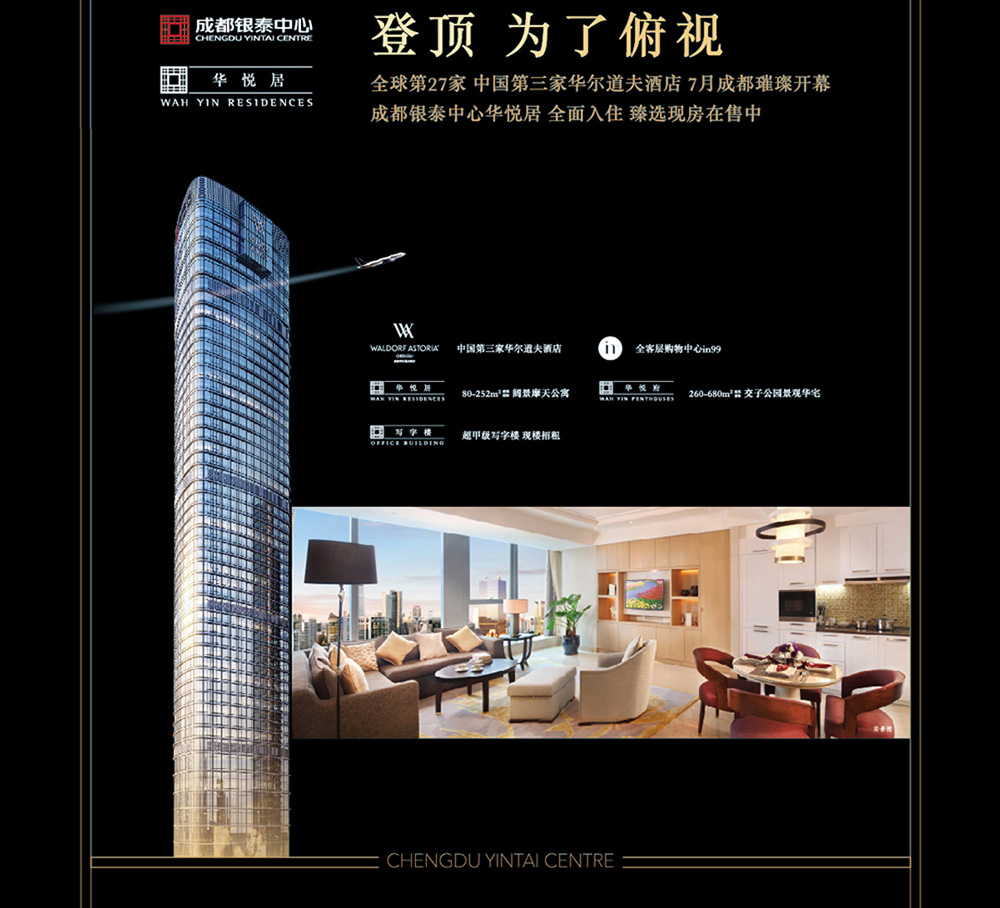 成都银泰中心
CHENGDU YINTAI CENTRE
华悦居
WAH YIN RESIDENCES
登顶 为了俯视
全球第27家 中国第三家华尔道夫酒店 7月成都璀璨开幕
成都银泰中心华悦居 全面入住 臻选现房在售中
WALDORF ASTORIA
CHENGDU
中国第三家华尔道夫酒店
in
全客层购物中心in99
华悦居
WAH YIN RESIDENCES
80-252m² 阔景摩天公寓
华悦府
WAH YIN PENTHOUSES
260-680m² 交子公园景观华宅
写字楼
OFFICE BUILDING
超甲级写字楼 现楼招租
实景图
CHENGDU YINTAI CENTRE